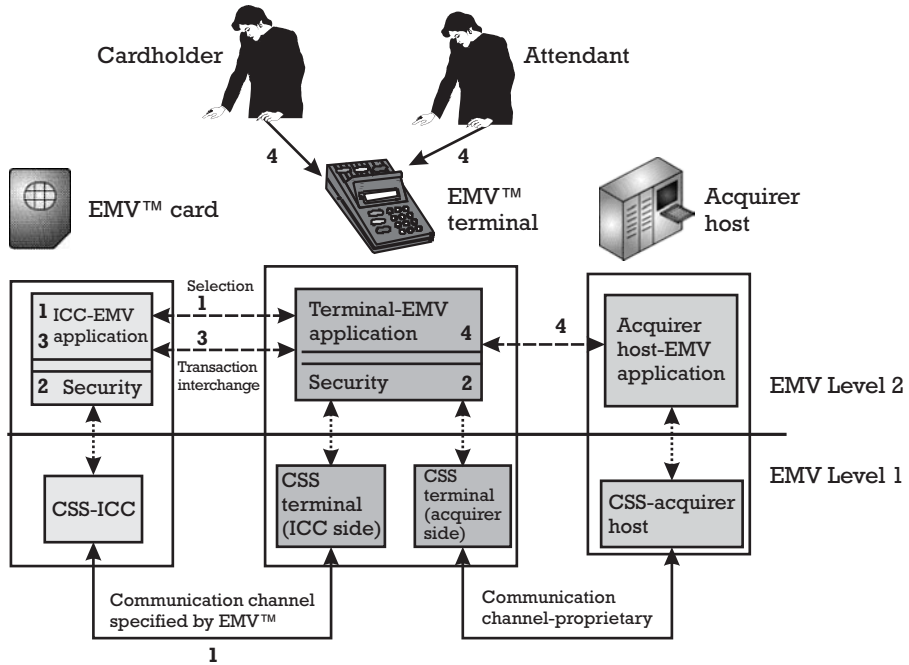 Cardholder
Attendant
4
4
EMV™ card
EMV™
terminal
Acquirer
host
Selection
1
1 ICC-EMV
3 application
2 Security
3
Transaction
interchange
Terminal-EMV
application 4
Security 2
4
Acquirer
host-EMV
application
EMV Level 2
EMV Level 1
CSS-ICC
CSS
terminal
(ICC side)
CSS
terminal
(acquirer
side)
CSS-acquirer
host
Communication channel
specified by EMV™
1
Communication
channel-proprietary